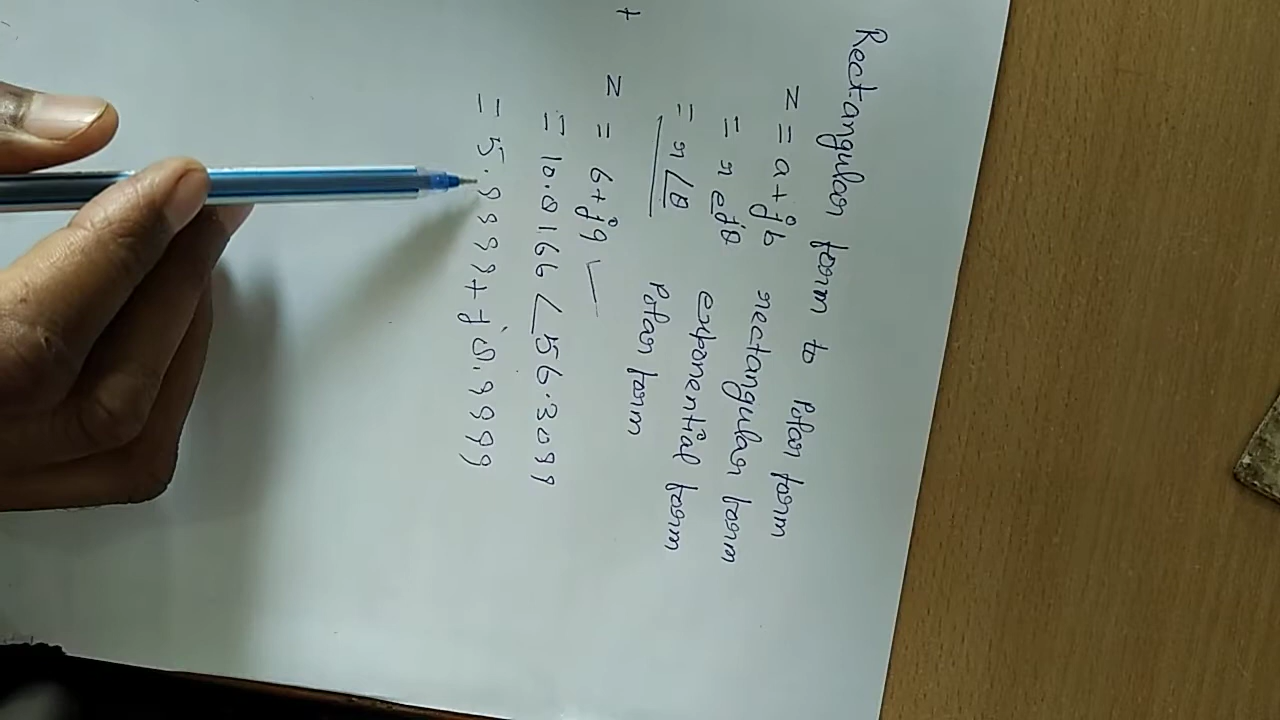 Rectangular form to Polar form
z = a + jb rectangular form
= r e^jθ exponential form
= r∠θ Polar form
+
z = 6 + j9
= 10.8166 ∠56.3099
= 5.9999 + j8.9999